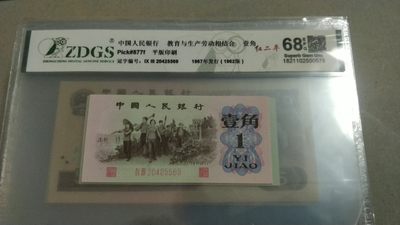 ZDGS
中国人民银行 教育与生产劳动相结合 壹角
红二平
68
Pick#877f 平版印刷
Superb Gem Unc
冠字编号: IX III 20425569
1967年发行 (1962版)
中国人民银行
壹角
1
YI
JIAO
20425569